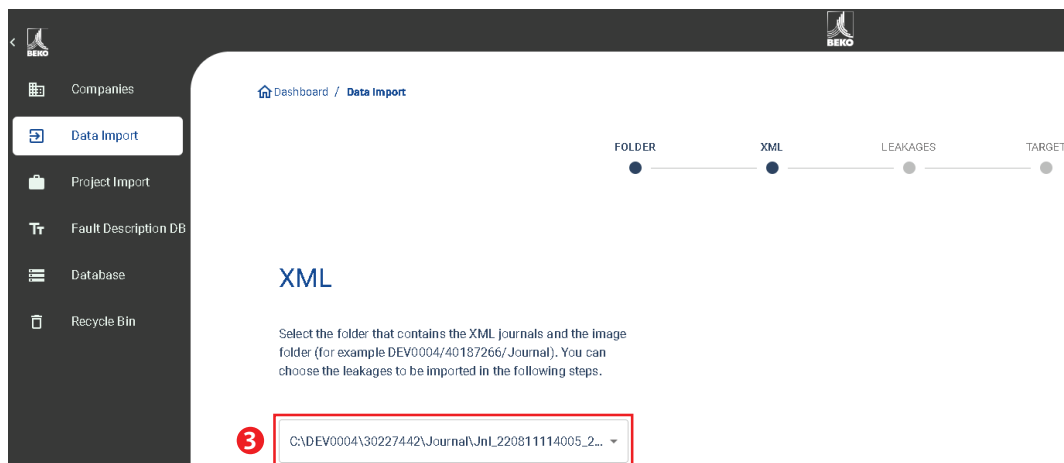 BEKO
BEKO
Companies
Data Import
Project Import
Fault Description DB
Database
Recycle Bin
Dashboard / Data Import
FOLDER XML LEAKAGES TARGET
XML
Select the folder that contains the XML journals and the image
folder (for example DEV0004/40187266/Journal). You can
choose the leakages to be imported in the following steps.
3
C:\DEV0004\30227442\Journal\Jnl_220811114005_2...